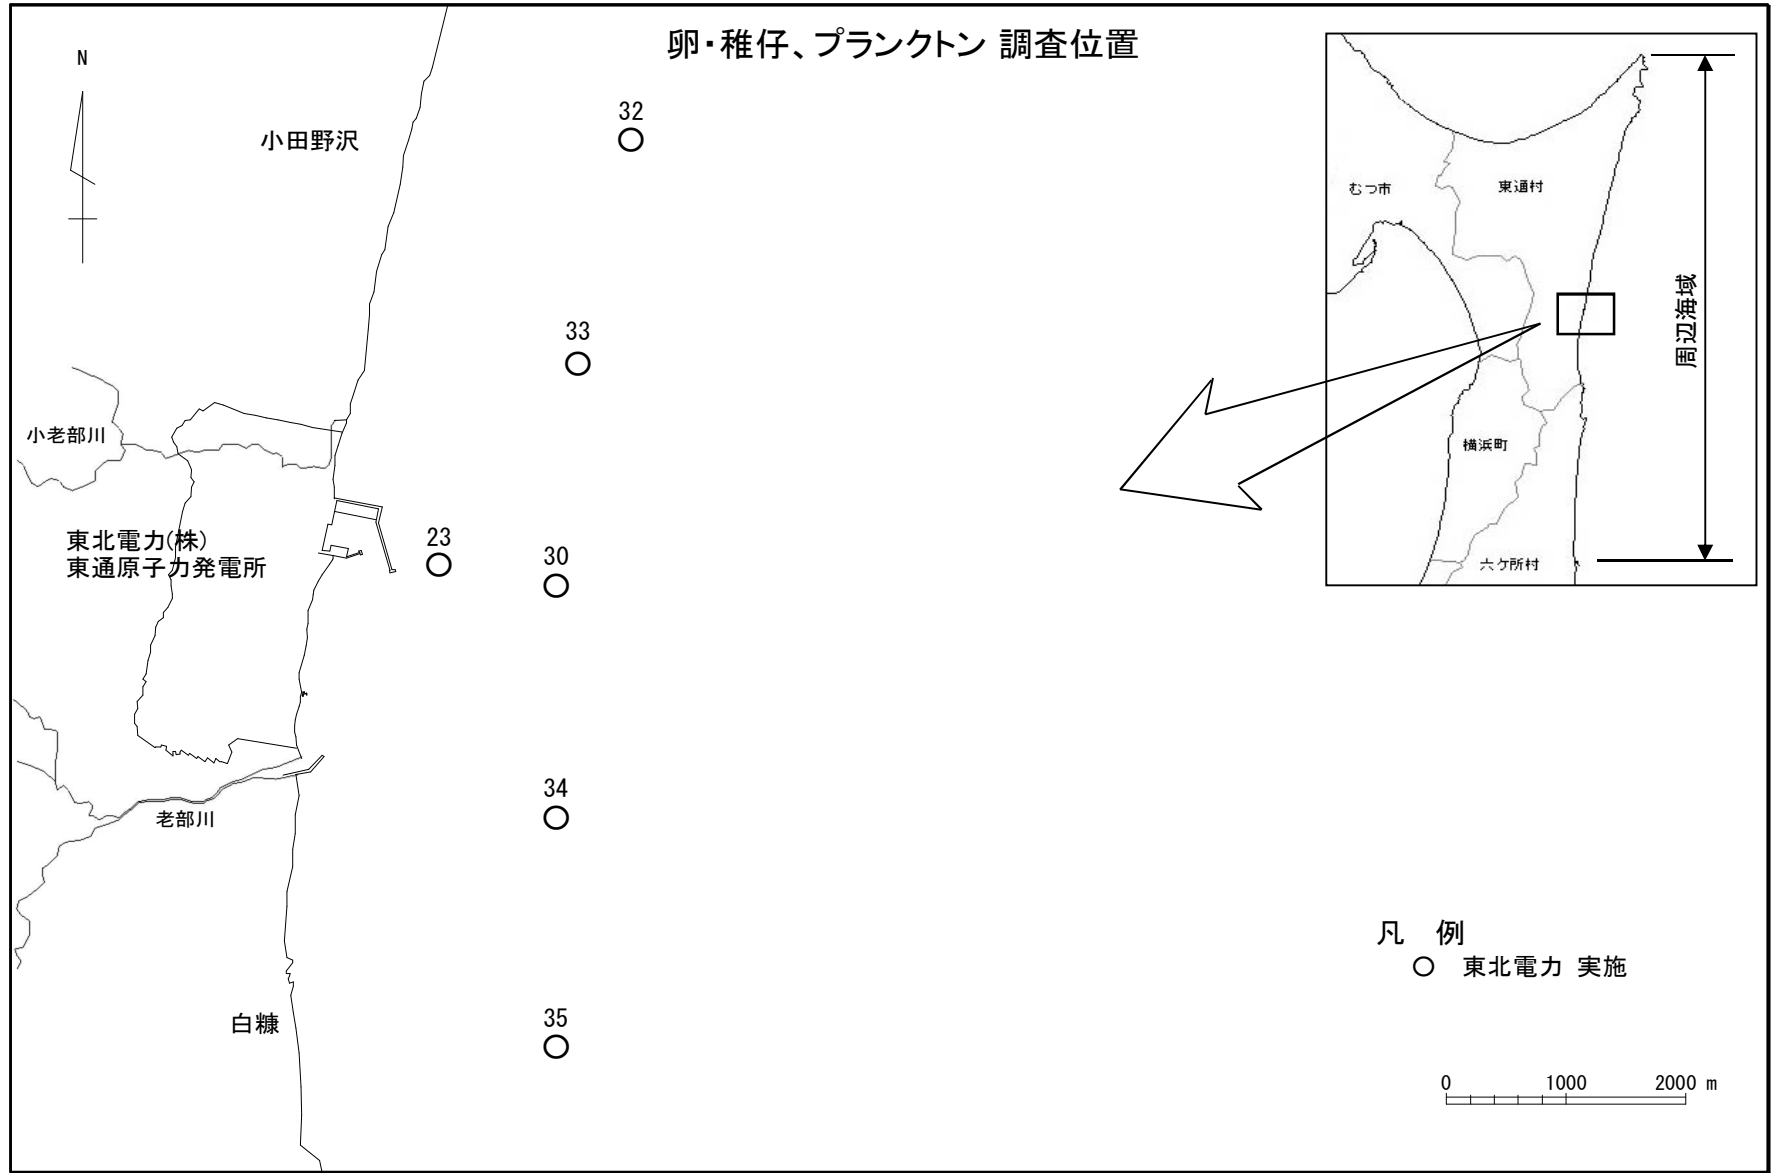 卵・稚仔、プランクトン 調査位置
N
小田野沢
32
33
小老部川
東北電力(株)
東通原子力発電所
23
30
34
老部川
35
白糠
むつ市
東通村
横浜町
六ケ所村
周辺海域
凡 例
○ 東北電力 実施
0 1000 2000 m